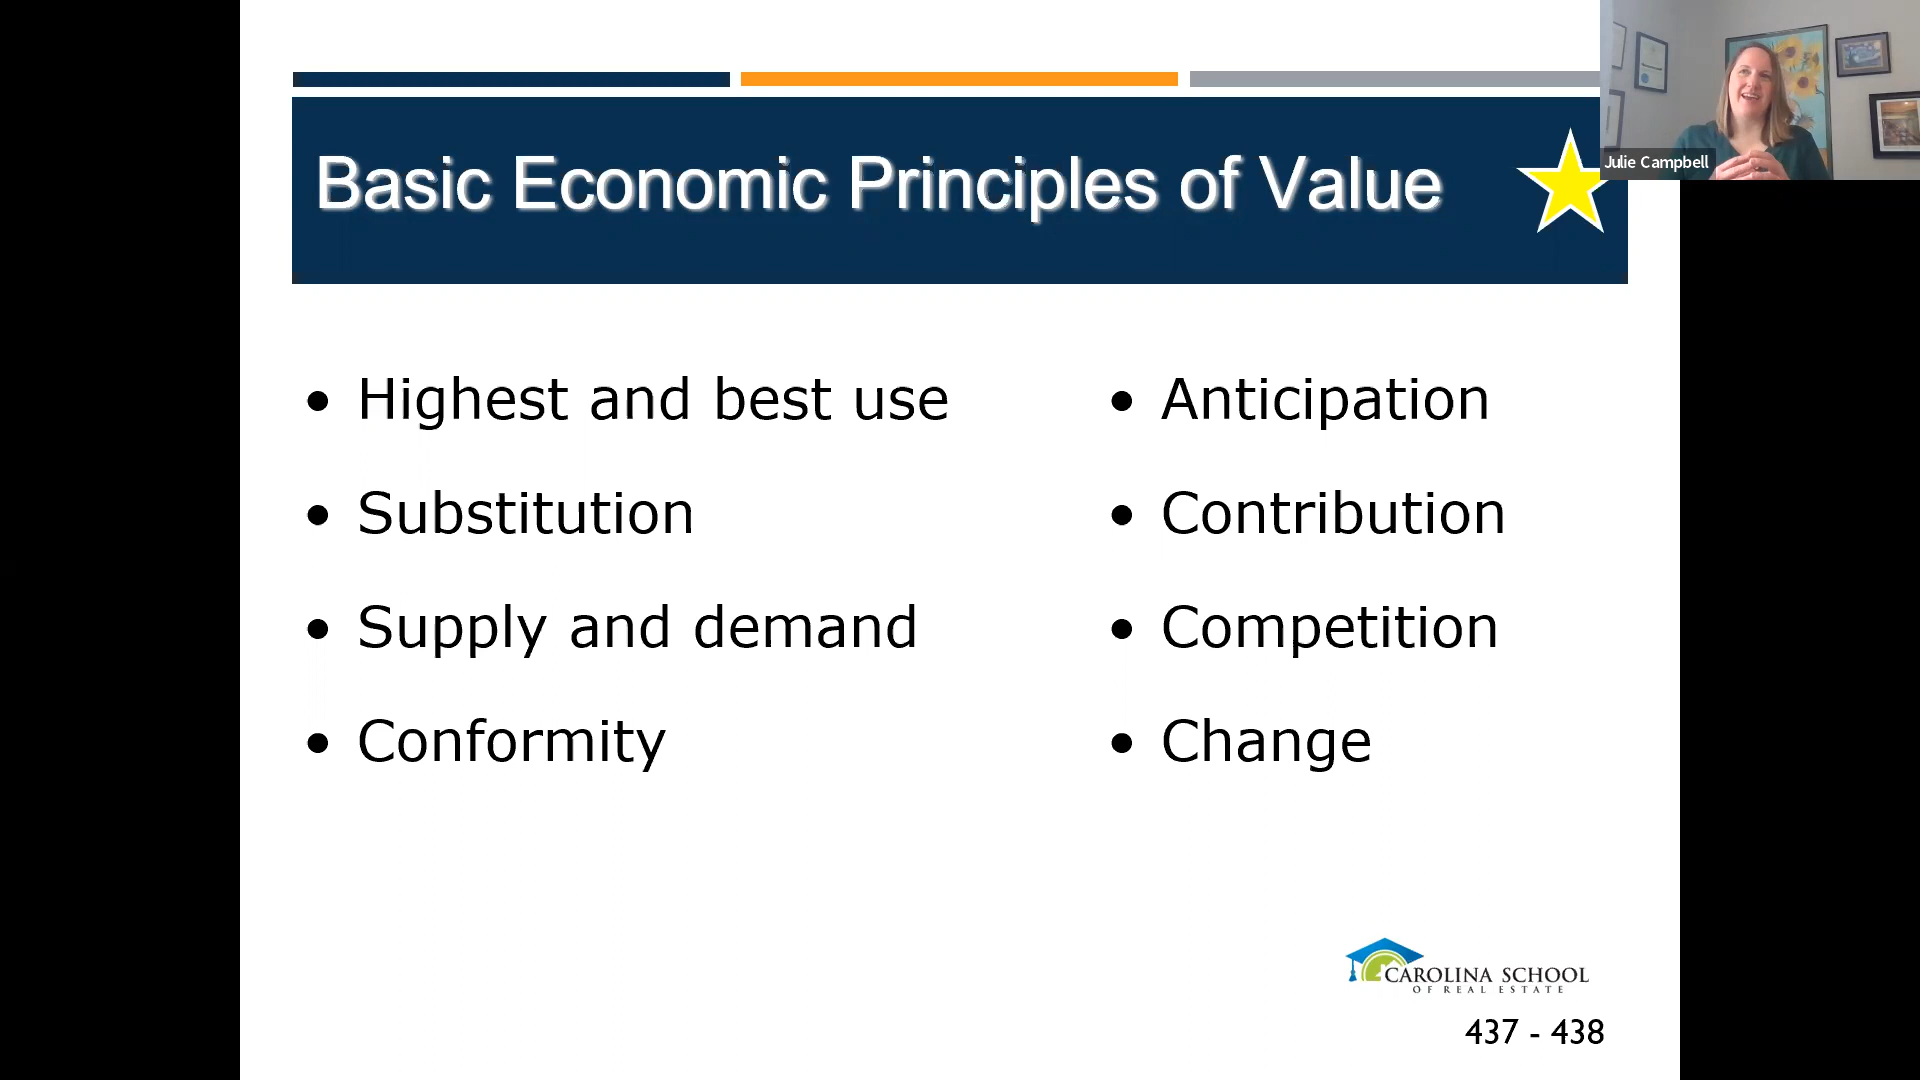 Julie Campbell
Basic Economic Principles of Value
• Highest and best use
• Substitution
• Supply and demand
• Conformity
• Anticipation
• Contribution
• Competition
• Change
CAROLINA SCHOOL
OF REAL ESTATE
437 - 438